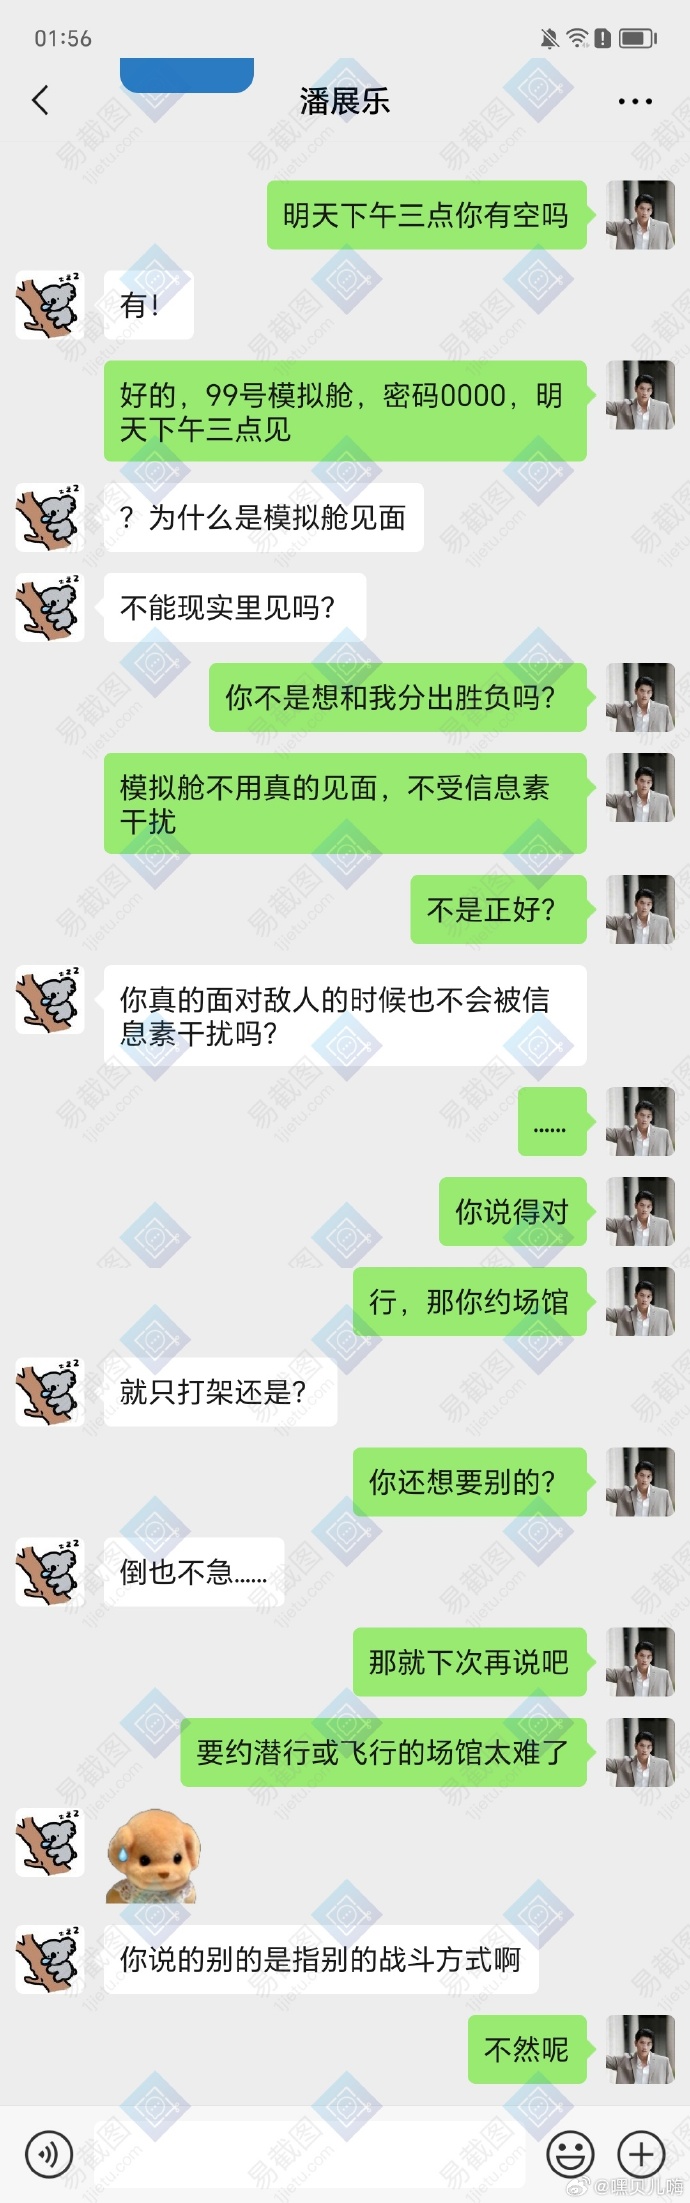 01:56
潘展乐
明天下午三点你有空吗
有!
好的，99号模拟舱，密码0000，明
天下午三点见
？为什么是模拟舱见面
不能现实里见吗？
你不是想和我分出胜负吗？
模拟舱不用真的见面，不受信息素
干扰
不是正好？
你真的面对敌人的时候也不会被信
息素干扰吗？
……
你说得对
行，那你约场馆
就只打架还是？
你还想要别的？
倒也不急……
那就下次再说吧
要约潜行或飞行的场馆太难了
你说的别的是指别的战斗方式啊
不然呢
易截图
1jietu.com
@嘿贝儿嗨